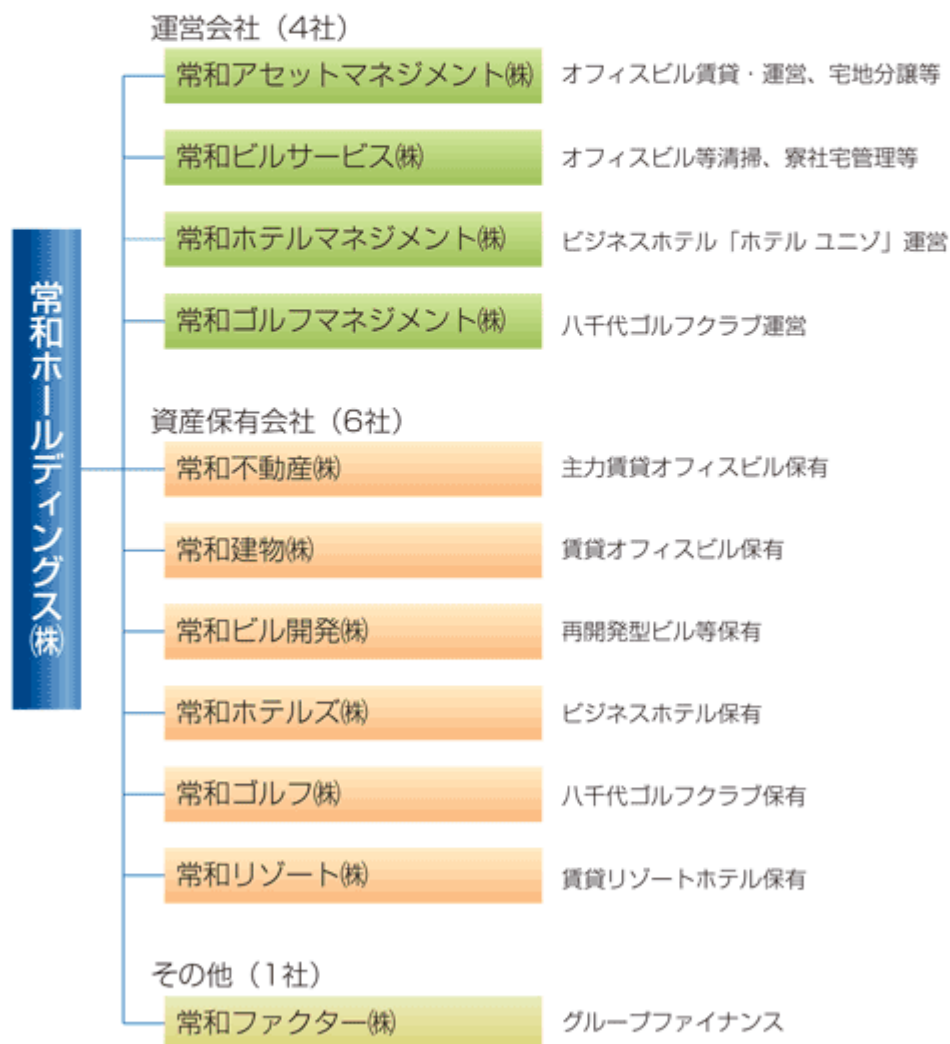 常和ホールディングス㈱
運営会社（4社）
常和アセットマネジメント㈱ オフィスビル賃貸・運営、宅地分譲等
常和ビルサービス㈱ オフィスビル等清掃、寮社宅管理等
常和ホテルマネジメント㈱ ビジネスホテル「ホテル ユニゾ」運営
常和ゴルフマネジメント㈱ 八千代ゴルフクラブ運営
資産保有会社（6社）
常和不動産㈱ 主力賃貸オフィスビル保有
常和建物㈱ 賃貸オフィスビル保有
常和ビル開発㈱ 再開発型ビル等保有
常和ホテルズ㈱ ビジネスホテル保有
常和ゴルフ㈱ 八千代ゴルフクラブ保有
常和リゾート㈱ 賃貸リゾートホテル保有
その他（1社）
常和ファクター㈱ グループファイナンス